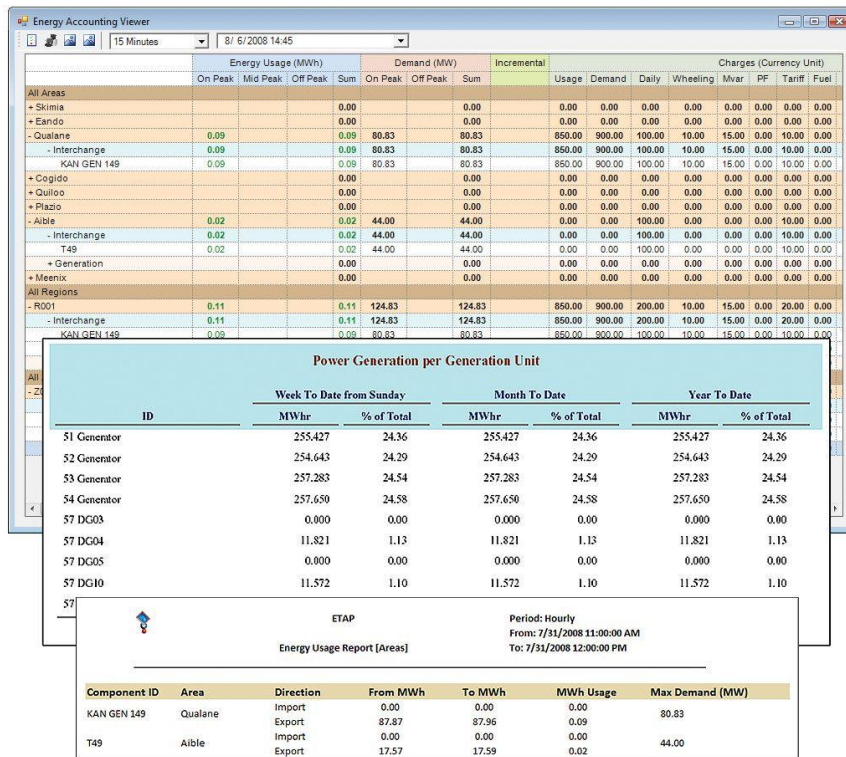 Energy Accounting Viewer
15 Minutes 8/ 6/2008 14:45
Energy Usage (MWh) Demand (MW) Incremental Charges (Currency Unit)
On Peak Mid Peak Off Peak Sum On Peak Off Peak Sum Usage Demand Daily Wheeling Mvar PF Tariff Fuel
All Areas
+ Skimia 0.00 0.00 0.00 0.00 0.00 0.00 0.00 0.00 0.00 0.00
+ Eando 0.00 0.00 0.00 0.00 0.00 0.00 0.00 0.00 0.00 0.00
- Qualane 0.09 0.09 80.83 80.83 850.00 900.00 100.00 10.00 15.00 0.00 10.00 0.00
- Interchange 0.09 0.09 80.83 80.83 850.00 900.00 100.00 10.00 15.00 0.00 10.00 0.00
KAN GEN 149 0.09 0.09 80.83 80.83 850.00 900.00 100.00 10.00 15.00 0.00 10.00 0.00
+ Cogido 0.00 0.00 0.00 0.00 0.00 0.00 0.00 0.00 0.00 0.00
+ Quiloo 0.00 0.00 0.00 0.00 0.00 0.00 0.00 0.00 0.00 0.00
+ Plazio 0.00 0.00 0.00 0.00 0.00 0.00 0.00 0.00 0.00 0.00
- Aible 0.02 0.02 44.00 44.00 0.00 0.00 100.00 0.00 0.00 0.00 10.00 0.00
- Interchange 0.02 0.02 44.00 44.00 0.00 0.00 100.00 0.00 0.00 0.00 10.00 0.00
T49 0.02 0.02 44.00 44.00 0.00 0.00 100.00 0.00 0.00 0.00 10.00 0.00
+ Generation 0.00 0.00 0.00 0.00 0.00 0.00 0.00 0.00 0.00 0.00
+ Meenix 0.00 0.00 0.00 0.00 0.00 0.00 0.00 0.00 0.00 0.00
All Regions
- R001 0.11 0.11 124.83 124.83 850.00 900.00 200.00 10.00 15.00 0.00 20.00 0.00
- Interchange 0.11 0.11 124.83 124.83 850.00 900.00 200.00 10.00 15.00 0.00 20.00 0.00
KAN GEN 149 0.09 0.09 80.83 80.83 850.00 900.00 100.00 10.00 15.00 0.00 10.00 0.00
All
Power Generation per Generation Unit
Week To Date from Sunday Month To Date Year To Date
ID MWhr % of Total MWhr % of Total MWhr % of Total
51 Generator 255.427 24.36 255.427 24.36 255.427 24.36
52 Generator 254.643 24.29 254.643 24.29 254.643 24.29
53 Generator 257.283 24.54 257.283 24.54 257.283 24.54
54 Generator 257.650 24.58 257.650 24.58 257.650 24.58
57 DG03 0.000 0.00 0.000 0.00 0.000 0.00
57 DG04 11.821 1.13 11.821 1.13 11.821 1.13
57 DG05 0.000 0.00 0.000 0.00 0.000 0.00
57 DG10 11.572 1.10 11.572 1.10 11.572 1.10
57
ETAP Period: Hourly
From: 7/31/2008 11:00:00 AM
Energy Usage Report [Areas] To: 7/31/2008 12:00:00 PM
Component ID Area Direction From MWh To MWh MWh Usage Max Demand (MW)
KAN GEN 149 Qualane Import 0.00 0.00 0.00 80.83
Export 87.87 87.96 0.09
T49 Aible Import 0.00 0.00 0.00 44.00
Export 17.57 17.59 0.02